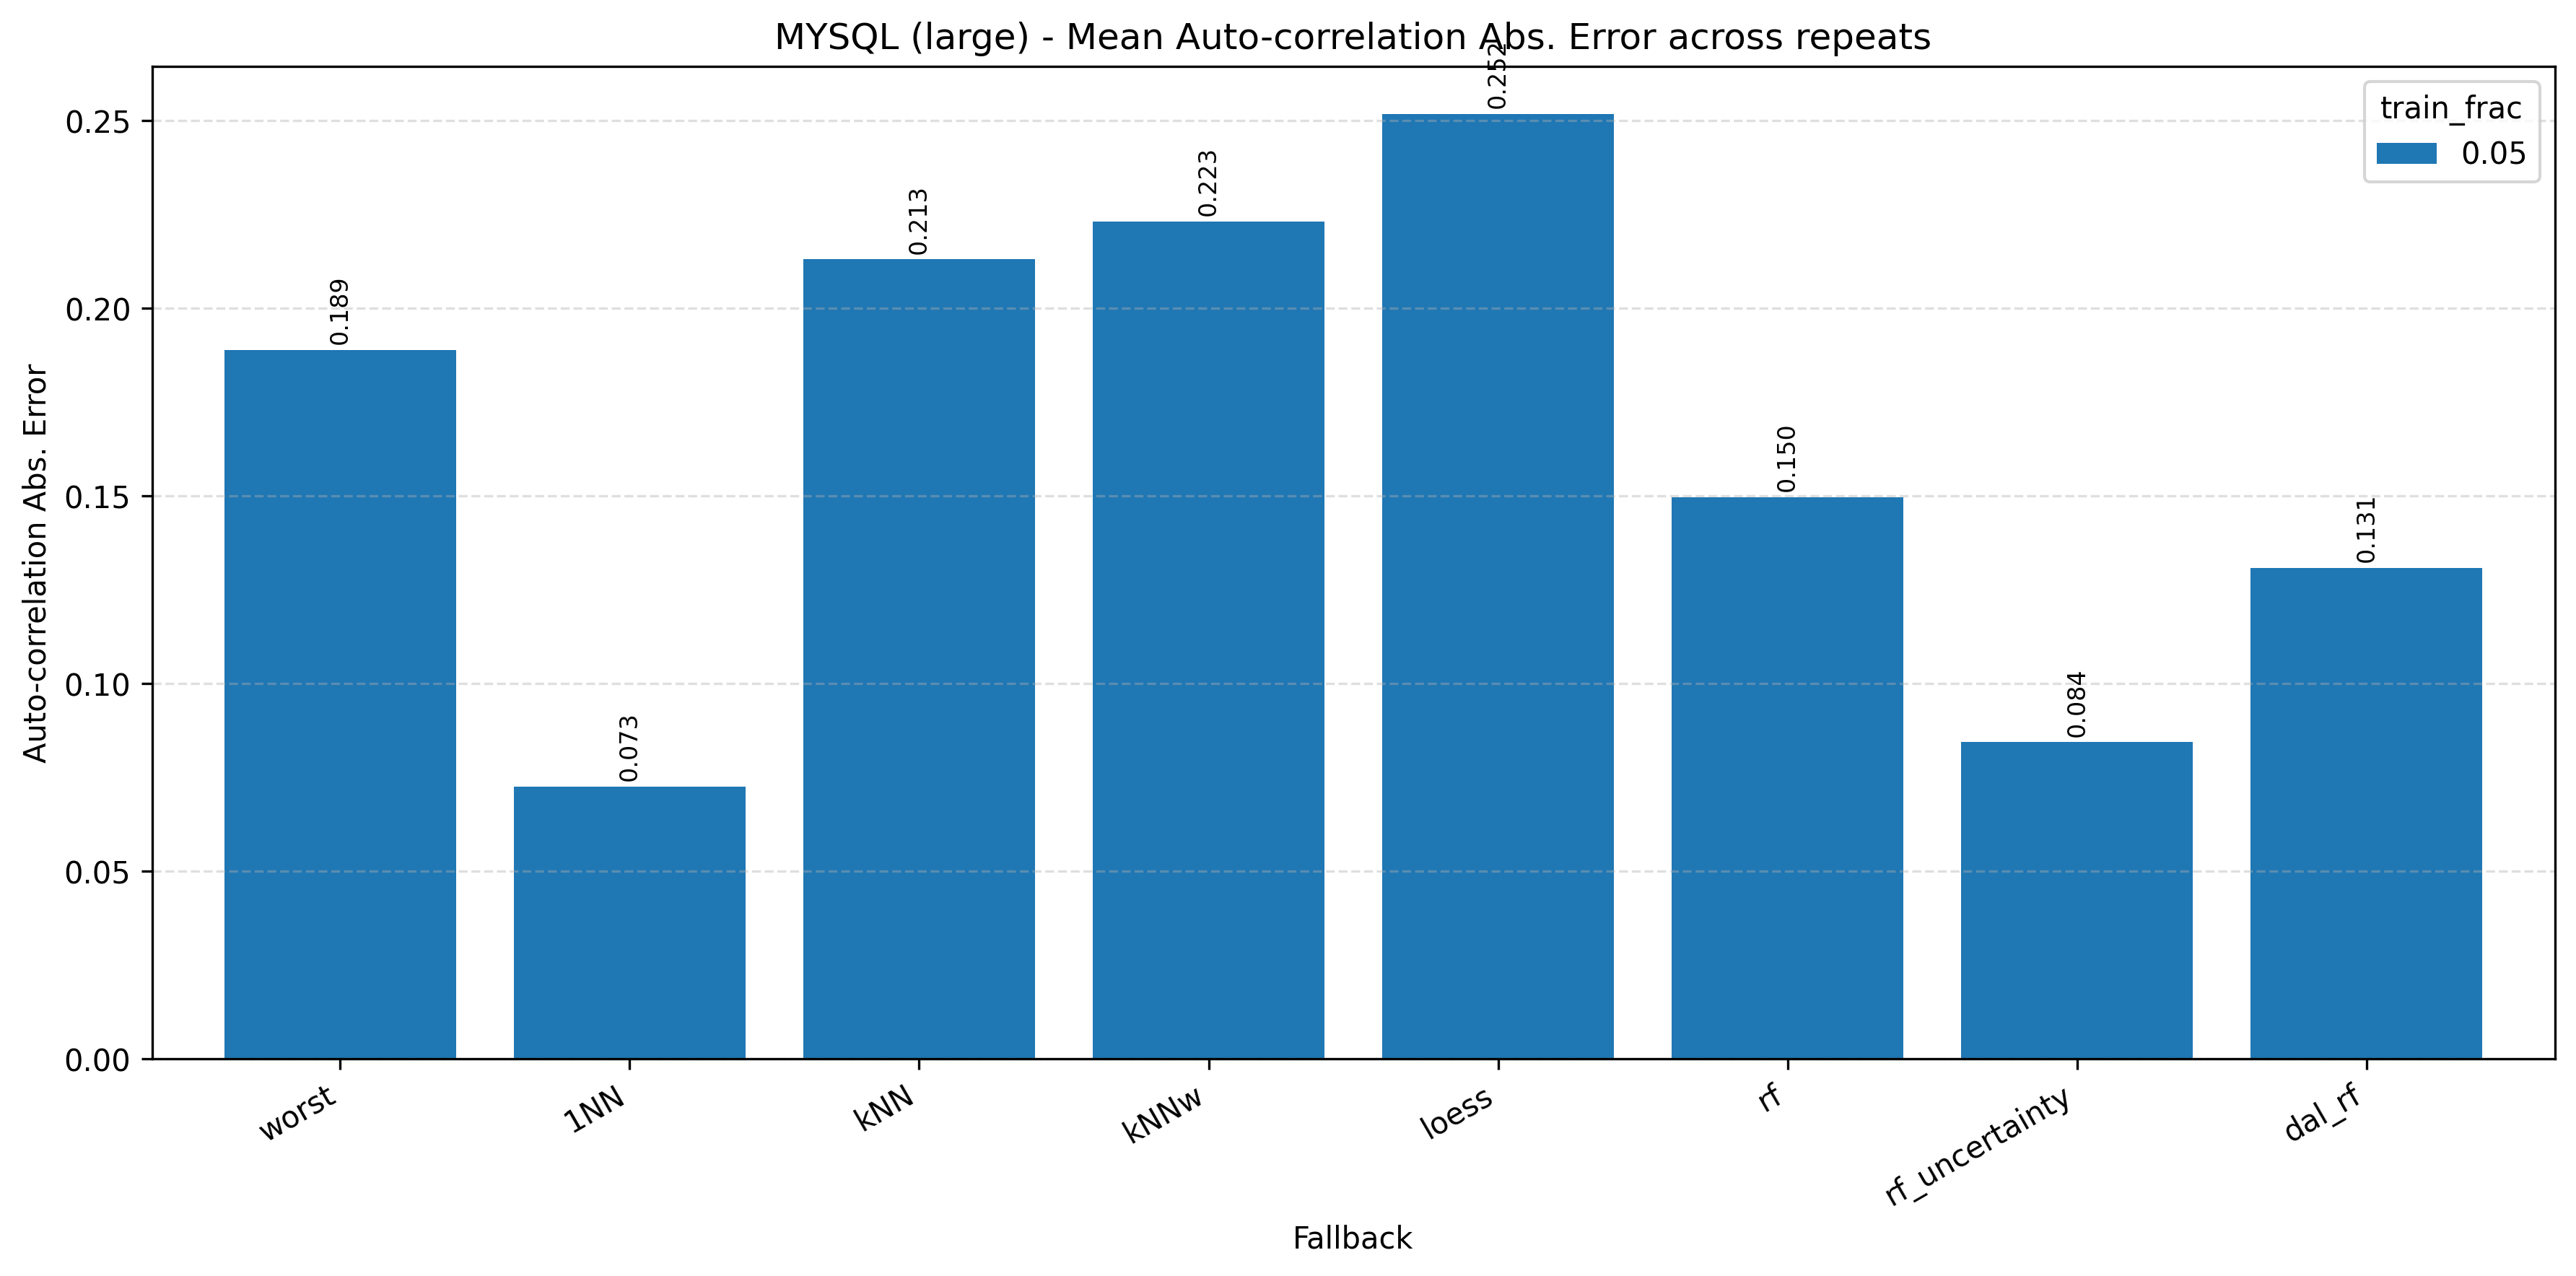 MYSQL (large) - Mean Auto-correlation Abs. Error across repeats
train_frac
0.05
Auto-correlation Abs. Error
0.25
0.20
0.15
0.10
0.05
0.00
0.189
0.073
0.213
0.223
0.252
0.150
0.084
0.131
worst
1NN
kNN
kNNw
loess
rf
rf_uncertainty
dal_rf
Fallback